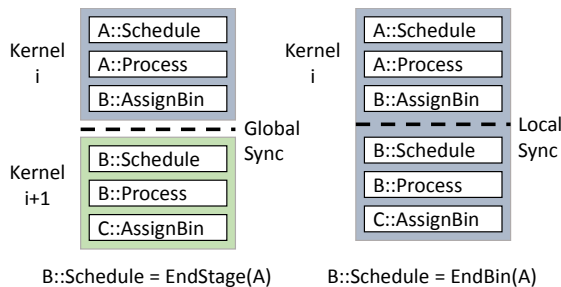 Kernel
i
A::Schedule
A::Process
B::AssignBin
Global
Sync
Kernel
i+1
B::Schedule
B::Process
C::AssignBin
B::Schedule = EndStage(A)
Kernel
i
A::Schedule
A::Process
B::AssignBin
Local
Sync
B::Schedule
B::Process
C::AssignBin
B::Schedule = EndBin(A)